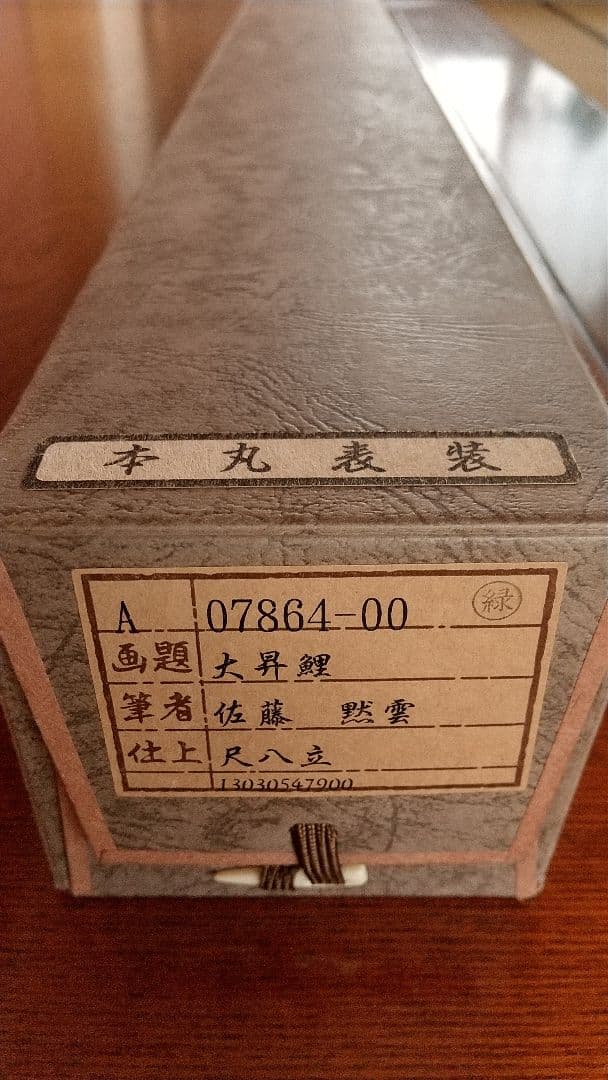 本丸表装
A 07864-00 緑
画題 大昇鯉
筆者 佐藤 黙雲
仕上 尺八立
13030547900